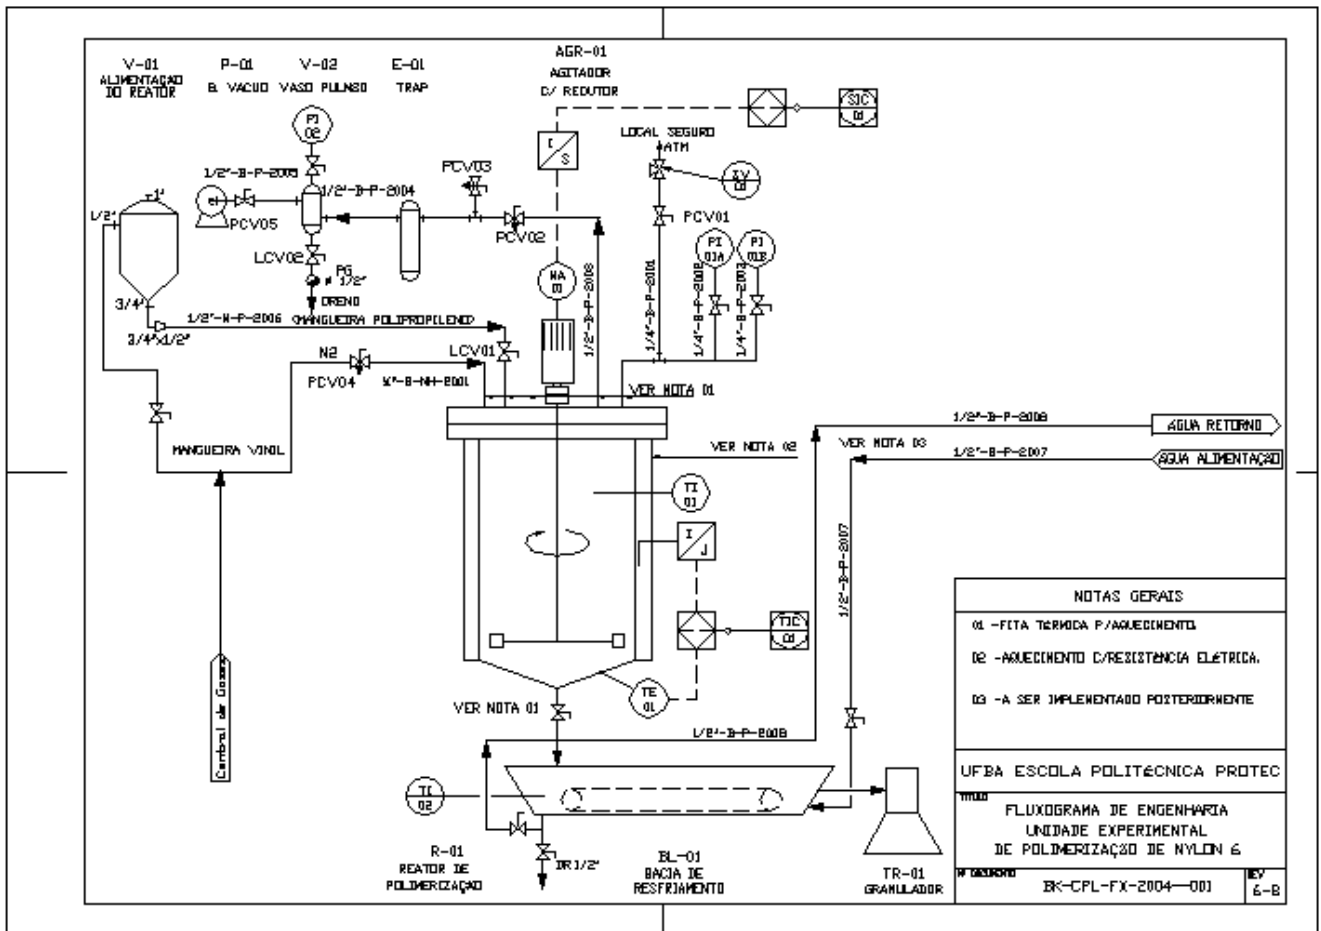 AGR-01
AGITADOR
C/ REDUTOR
V-01
ALIMENTAÇÃO
DO REATOR
P-01
B. VACUO
V-02
VASO PULMÃO
E-01
TRAP
PI
02
SIC
01
I
S
LOCAL SEGURO
ATM
PCV03
1/2"-B-P-2005
1/2"-B-P-2004
1"
1/2"
PCV05
PCV02
PCV01
LCV02
PG
1/2"
DRENO
PI
01A
PI
01B
MA
01
1/2"-B-P-2003
1/4"-B-P-2001
1/4"-B-P-2002
3/4"
1/2"-N-P-2006 (MANGUEIRA POLIPROPILENO)
3/4"x1/2"
N2
PCV04
LCV01
VER NOTA 01
1/2"-B-P-2008
AGUA RETORNO
MANGUEIRA VINIL
VER NOTA 02
VER NOTA 03
1/2"-B-P-2007
AGUA ALIMENTAÇÃO
TI
01
I
J
1/2"-B-P-2007
TIC
01
TE
01
Central de Gases
VER NOTA 01
1/2"-B-P-2008
TI
02
DR 1/2"
R-01
REATOR DE
POLIMERIZAÇÃO
BL-01
BACIA DE
RESFRIAMENTO
TR-01
GRANULADOR
NOTAS GERAIS
01 -FITA TÉRMICA P/AQUECIMENTO.
02 -AQUECIMENTO C/RESISTÊNCIA ELÉTRICA.
03 -A SER IMPLEMENTADO POSTERIORMENTE
UFBA ESCOLA POLITÉCNICA PROTEC
TITULO
FLUXOGRAMA DE ENGENHARIA
UNIDADE EXPERIMENTAL
DE POLIMERIZAÇÃO DE NYLON 6
Nº DOCUMENTO
BK-CPL-FX-2004--001
REV
6-B